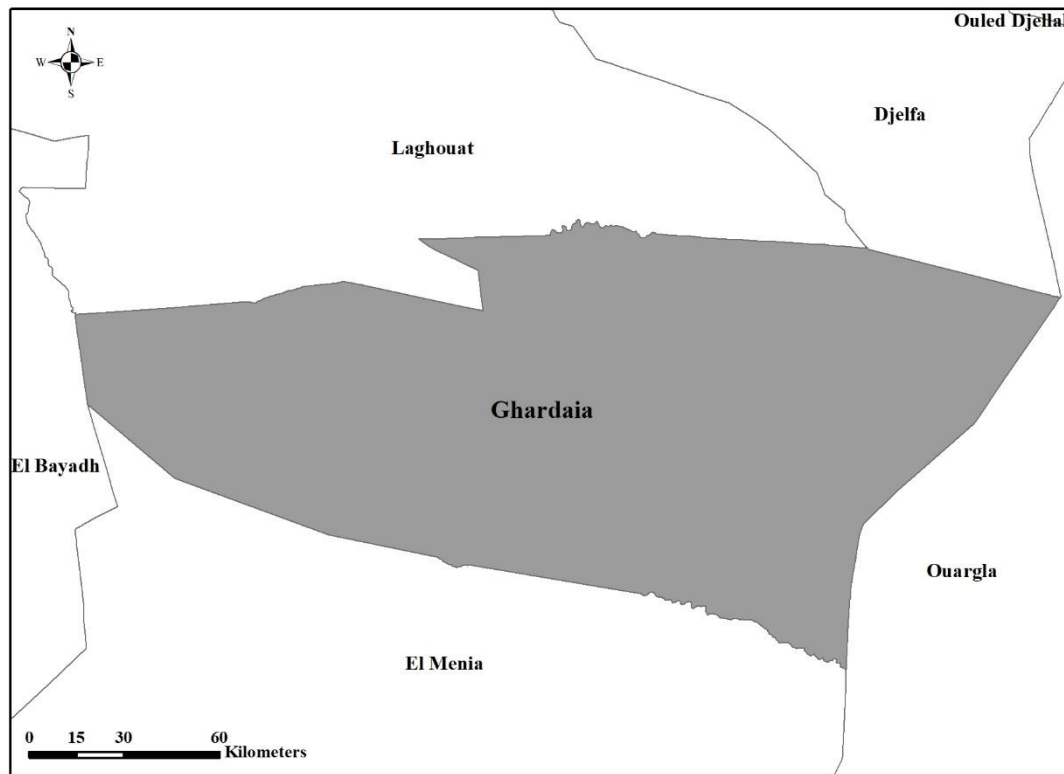 Ouled Djellal
N
W E
S
Djelfa
Laghouat
Ghardaia
El Bayadh
Ouargla
El Menia
0 15 30 60
Kilometers